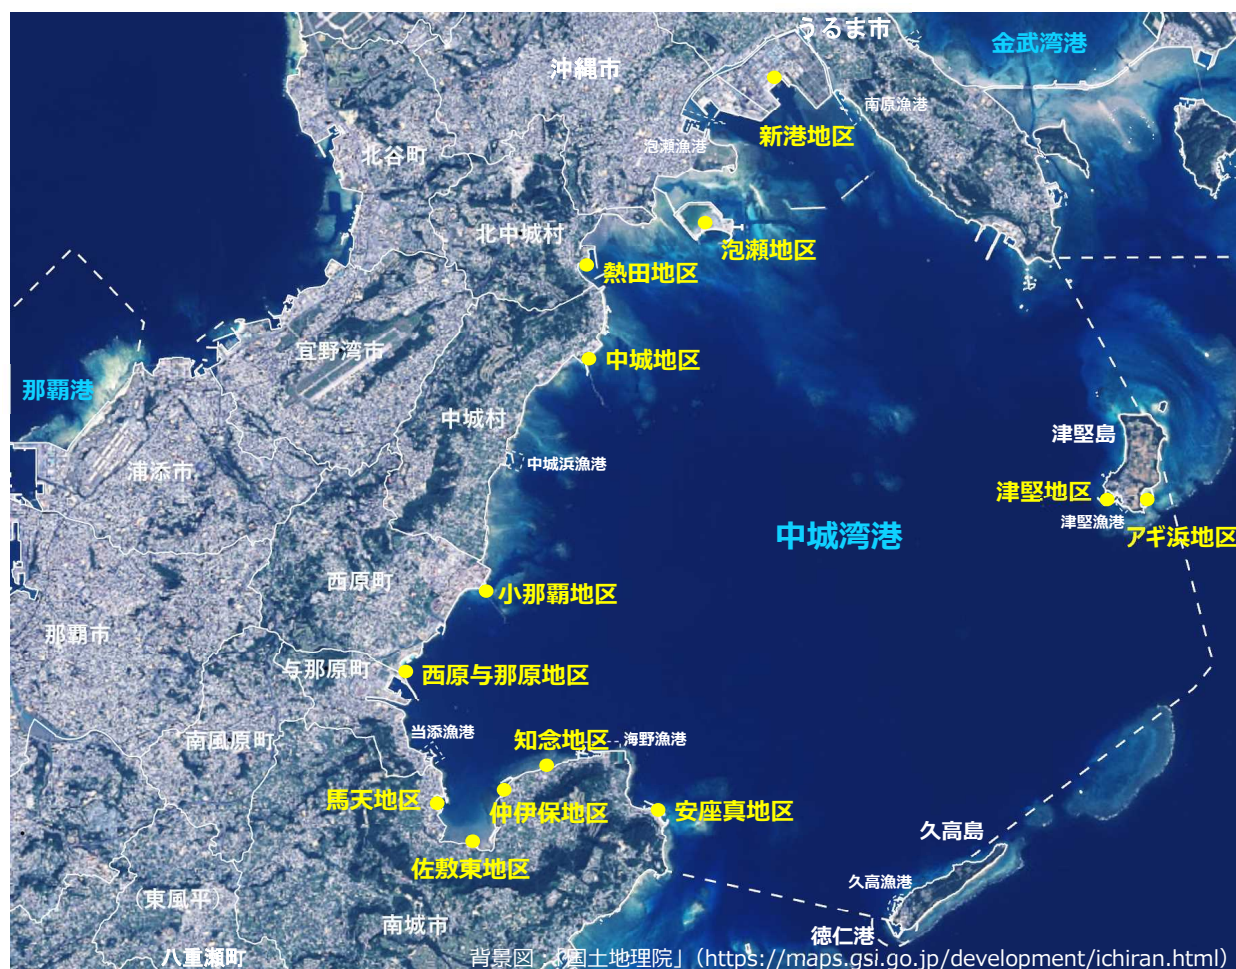 うるま市
金武湾港
沖縄市
南原漁港
新港地区
泡瀬漁港
北谷町
北中城村
泡瀬地区
熱田地区
宜野湾市
中城地区
那覇港
中城村
津堅島
浦添市
中城浜漁港
津堅地区
津堅漁港
アギ浜地区
中城湾港
西原町
小那覇地区
那覇市
与那原町
西原与那原地区
当添漁港
南風原町
知念地区
海野漁港
馬天地区
仲伊保地区
安座真地区
佐敷東地区
久高島
久高漁港
(東風平)
南城市
徳仁港
八重瀬町
背景図:「国土地理院」(https://maps.gsi.go.jp/development/ichiran.html)